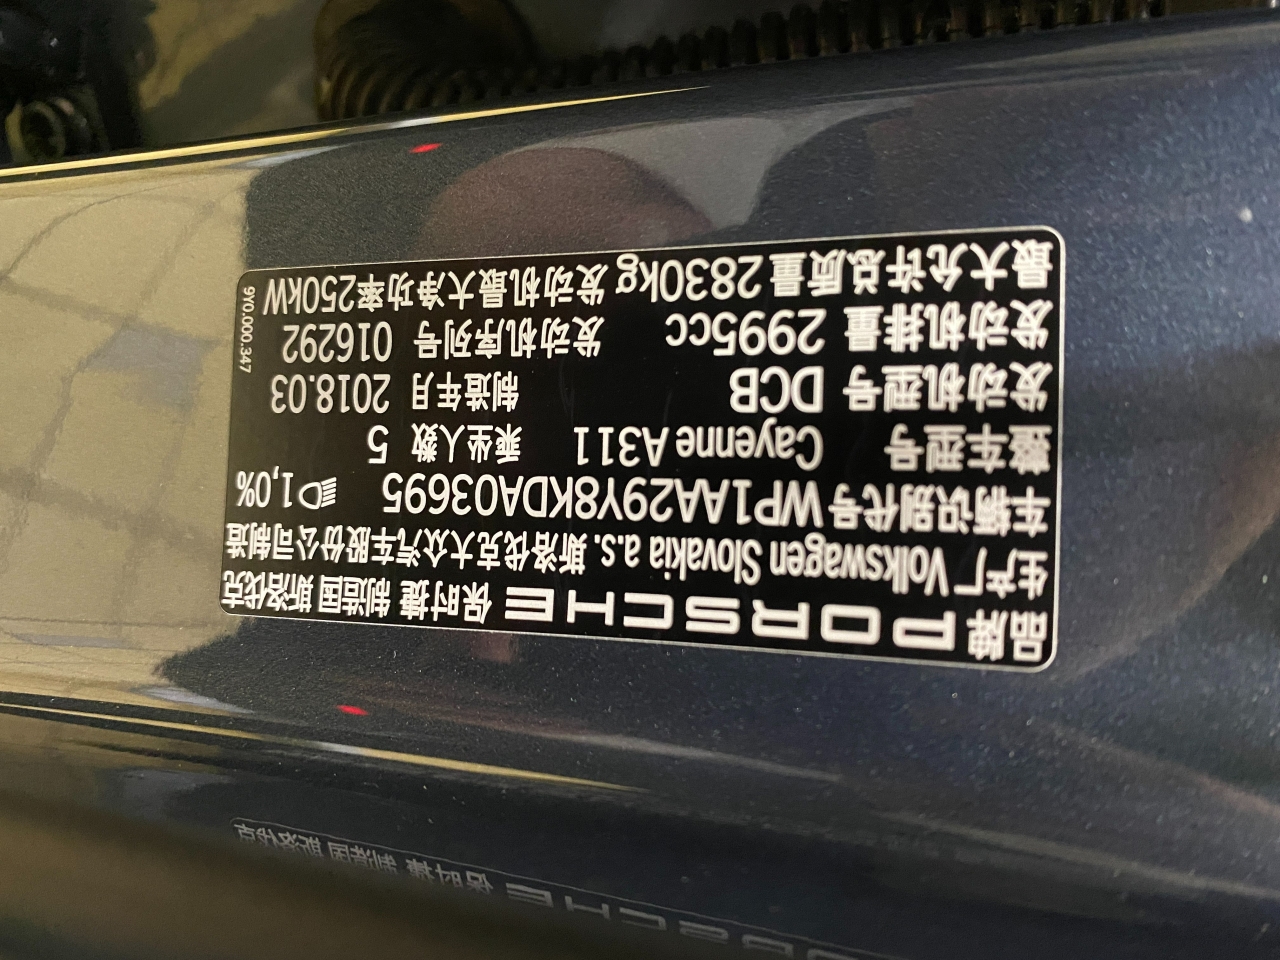 品牌 PORSCHE 保时捷 制造国 斯洛伐克
生产厂 Volkswagen Slovakia a.s. 斯洛伐克大众汽车股份公司制造
车辆识别代号 WP1AA29Y8KDA03695 1,0%
整车型号 Cayenne A311 乘坐人数 5
发动机型号 DCB 制造年月 2018.03
发动机排量 2995cc 发动机序列号 016292
最大允许总质量 2830kg 发动机最大净功率 250kW
9Y0.000.347